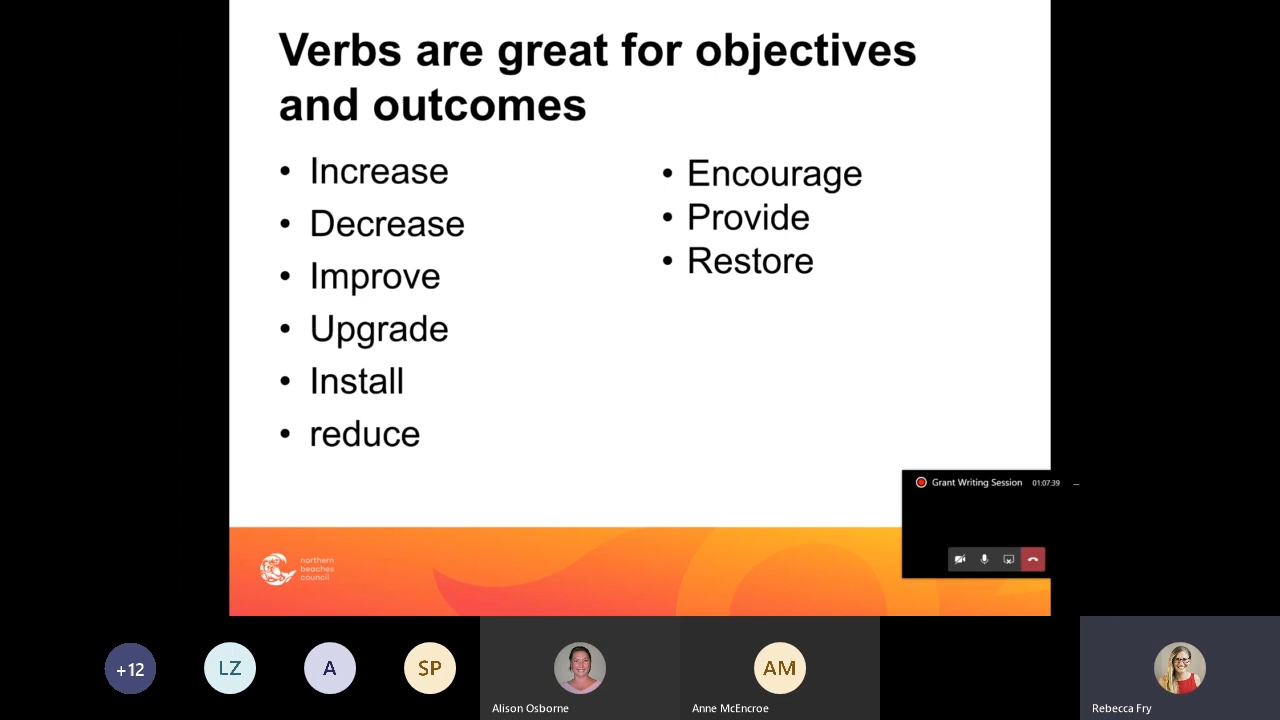 Verbs are great for objectives
and outcomes
• Increase
• Decrease
• Improve
• Upgrade
• Install
• reduce
• Encourage
• Provide
• Restore
Grant Writing Session 01:07:39
northern
beaches
council
+12
LZ
A
SP
Alison Osborne
AM
Anne McEncroe
Rebecca Fry